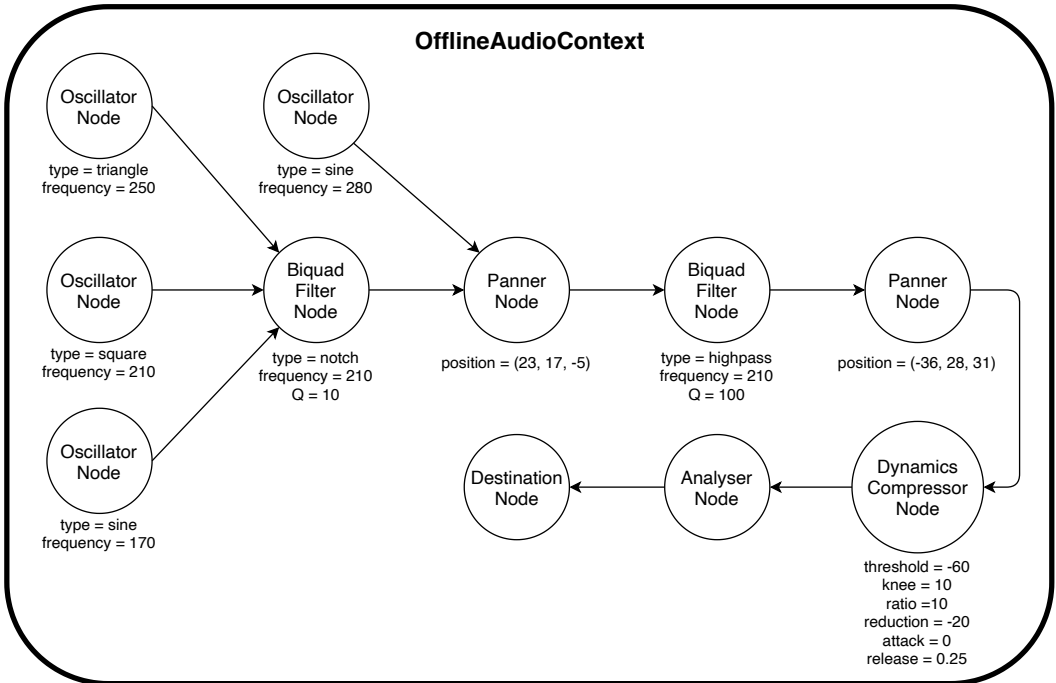 OfflineAudioContext
Oscillator
Node
type = triangle
frequency = 250
Oscillator
Node
type = sine
frequency = 280
Oscillator
Node
type = square
frequency = 210
Biquad
Filter
Node
type = notch
frequency = 210
Q = 10
Panner
Node
position = (23, 17, -5)
Biquad
Filter
Node
type = highpass
frequency = 210
Q = 100
Panner
Node
position = (-36, 28, 31)
Oscillator
Node
type = sine
frequency = 170
Destination
Node
Analyser
Node
Dynamics
Compressor
Node
threshold = -60
knee = 10
ratio =10
reduction = -20
attack = 0
release = 0.25